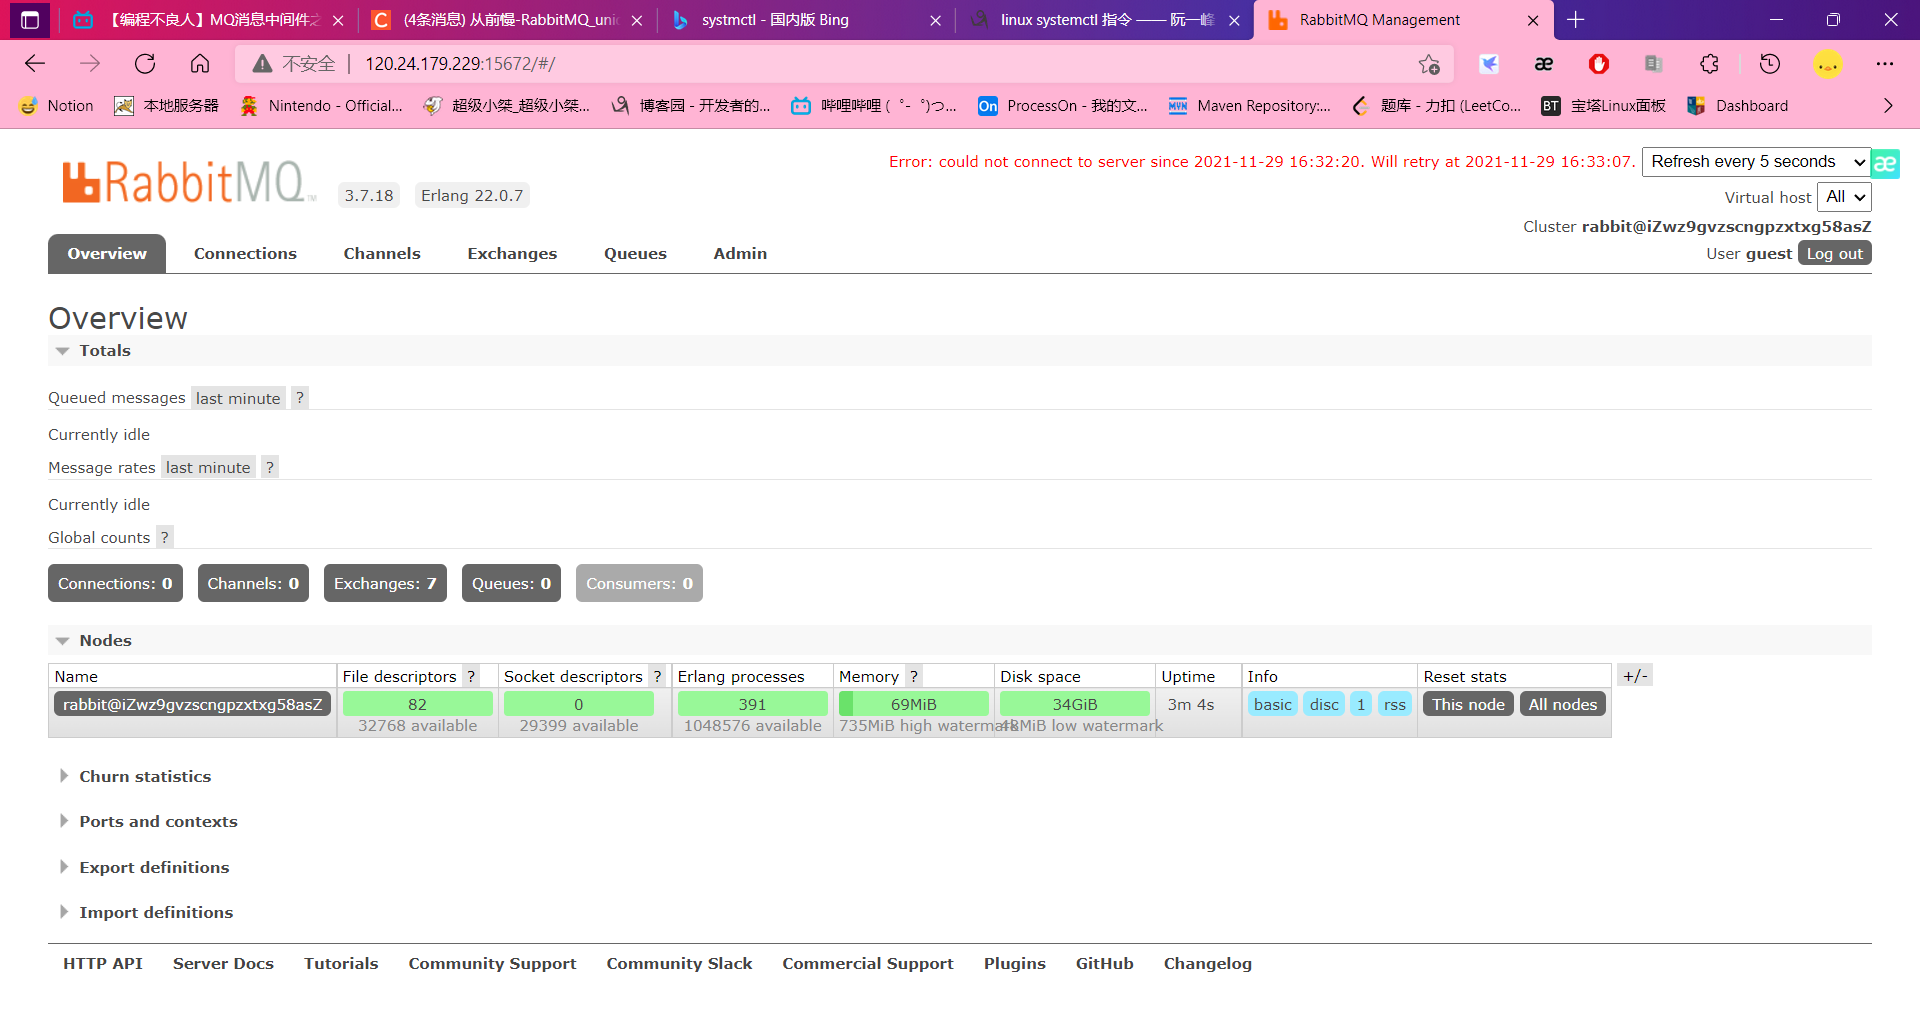 【编程不良人】MQ消息中间件之
(4条消息) 从前慢-RabbitMQ_unic
systmctl - 国内版 Bing
linux systemctl 指令 —— 阮一峰
RabbitMQ Management
不安全
120.24.179.229:15672/#/
æ
Notion
本地服务器
Nintendo - Official...
超级小桀_超级小桀...
博客园 - 开发者的...
哔哩哔哩 (゜-゜)つ...
On
ProcessOn - 我的文...
MVN
Maven Repository:...
题库 - 力扣 (LeetCo...
BT
宝塔Linux面板
Dashboard
RabbitMQ™
3.7.18
Erlang 22.0.7
Error: could not connect to server since 2021-11-29 16:32:20. Will retry at 2021-11-29 16:33:07.
Refresh every 5 seconds
æ
Virtual host All
Cluster rabbit@iZwz9gvzscngpzxtxg58asZ
User guest Log out
Overview Connections Channels Exchanges Queues Admin
Overview
Totals
Queued messages last minute ?
Currently idle
Message rates last minute ?
Currently idle
Global counts ?
Connections: 0 Channels: 0 Exchanges: 7 Queues: 0 Consumers: 0
Nodes
Name File descriptors ? Socket descriptors ? Erlang processes Memory ? Disk space Uptime Info Reset stats +/-
rabbit@iZwz9gvzscngpzxtxg58asZ 82 0 391 69MiB 34GiB 3m 4s basic disc 1 rss This node All nodes
32768 available 29399 available 1048576 available 735MiB high watermark 48MiB low watermark
Churn statistics
Ports and contexts
Export definitions
Import definitions
HTTP API Server Docs Tutorials Community Support Community Slack Commercial Support Plugins GitHub Changelog